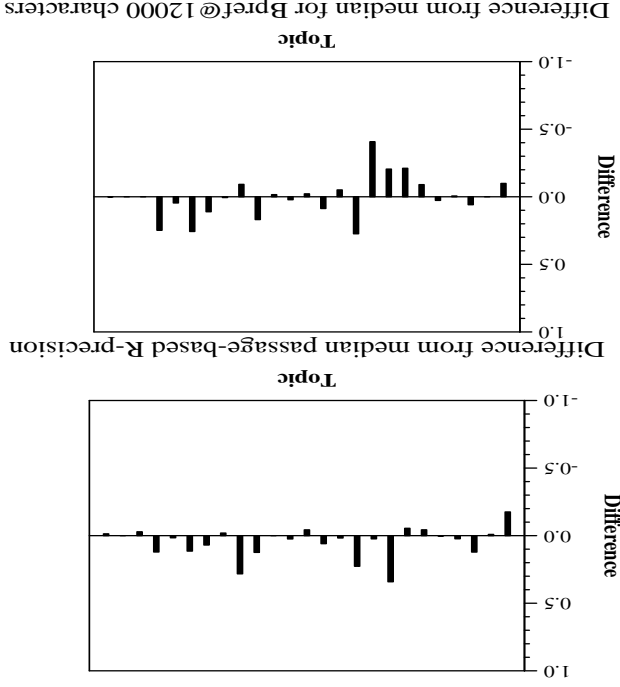 1.0
0.5
0.0
-0.5
-1.0
Difference
Topic
Difference from median passage-based R-precision
1.0
0.5
0.0
-0.5
-1.0
Difference
Topic
Difference from median for Bpref@12000 characters